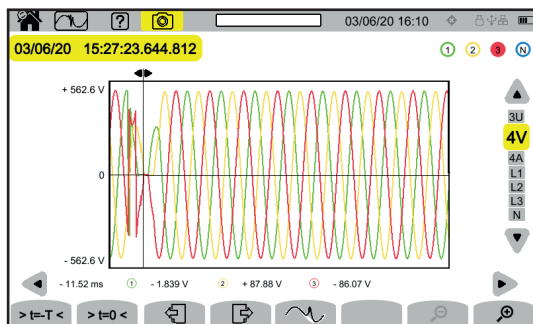 ? 03/06/20 16:10
03/06/20 15:27:23.644.812
1 2 3 N
+ 562.6 V
0
- 562.6 V
3U
4V
4A
L1
L2
L3
N
- 11.52 ms 1 - 1.839 V 2 + 87.88 V 3 - 86.07 V
> t=-T < > t=0 <